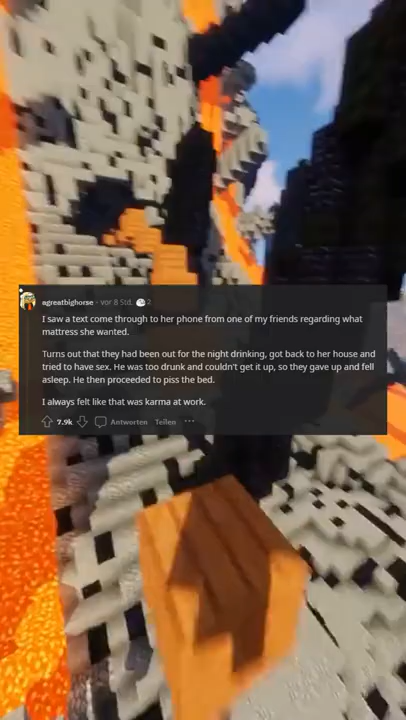 agreatbighorse · vor 8 Std. 2
I saw a text come through to her phone from one of my friends regarding what
mattress she wanted.
Turns out that they had been out for the night drinking, got back to her house and
tried to have sex. He was too drunk and couldn't get it up, so they gave up and fell
asleep. He then proceeded to piss the bed.
I always felt like that was karma at work.
7.9k Antworten Teilen ···